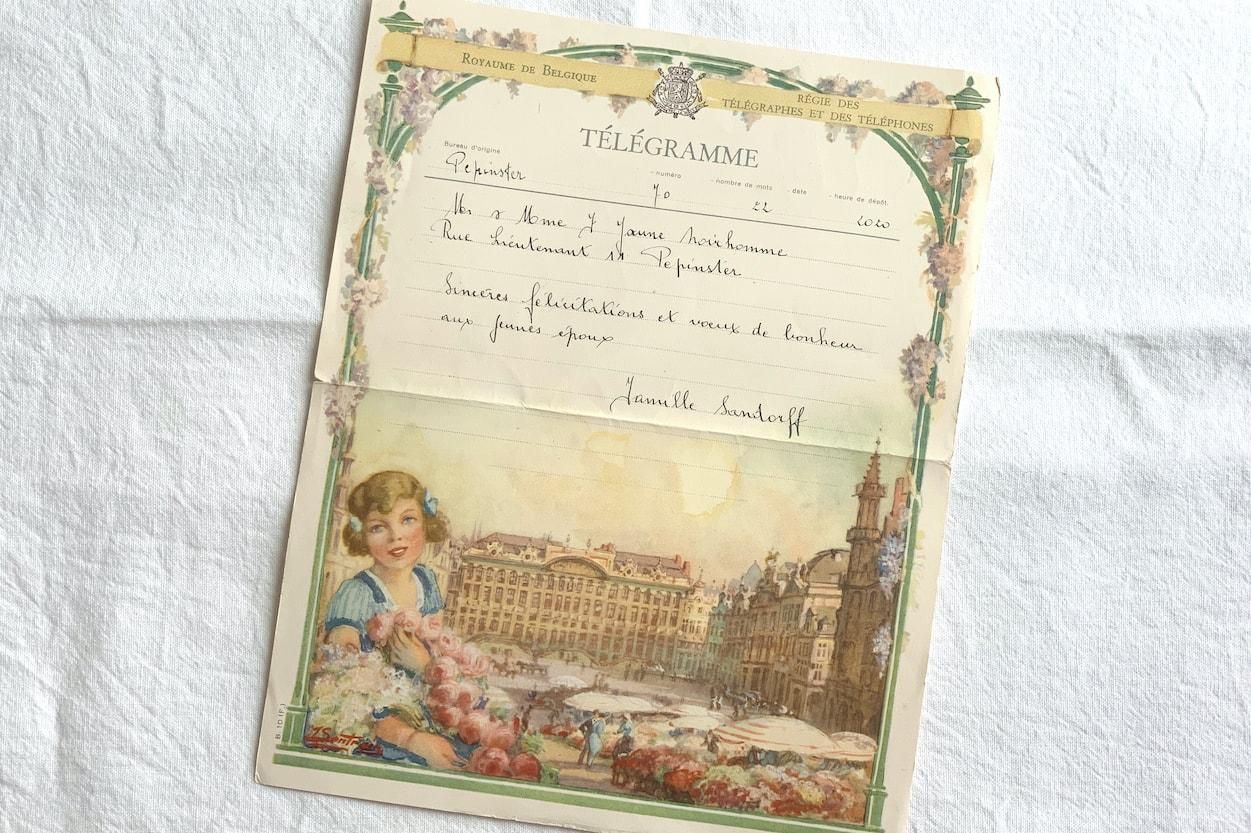 ROYAUME DE BELGIQUE
RÉGIE DES
TÉLÉGRAPHES ET DES TÉLÉPHONES
TÉLÉGRAMME
Bureau d'origine - numéro - nombre de mots - date - heure de dépôt.
Pepinster 70 22 2020
Mr & Mme J Jaune Noirhomme
Rue Lieutenant Pepinster
Sincères félicitations et voeux de bonheur
aux jeunes époux
Famille Sandorff
B. 1D (F.)